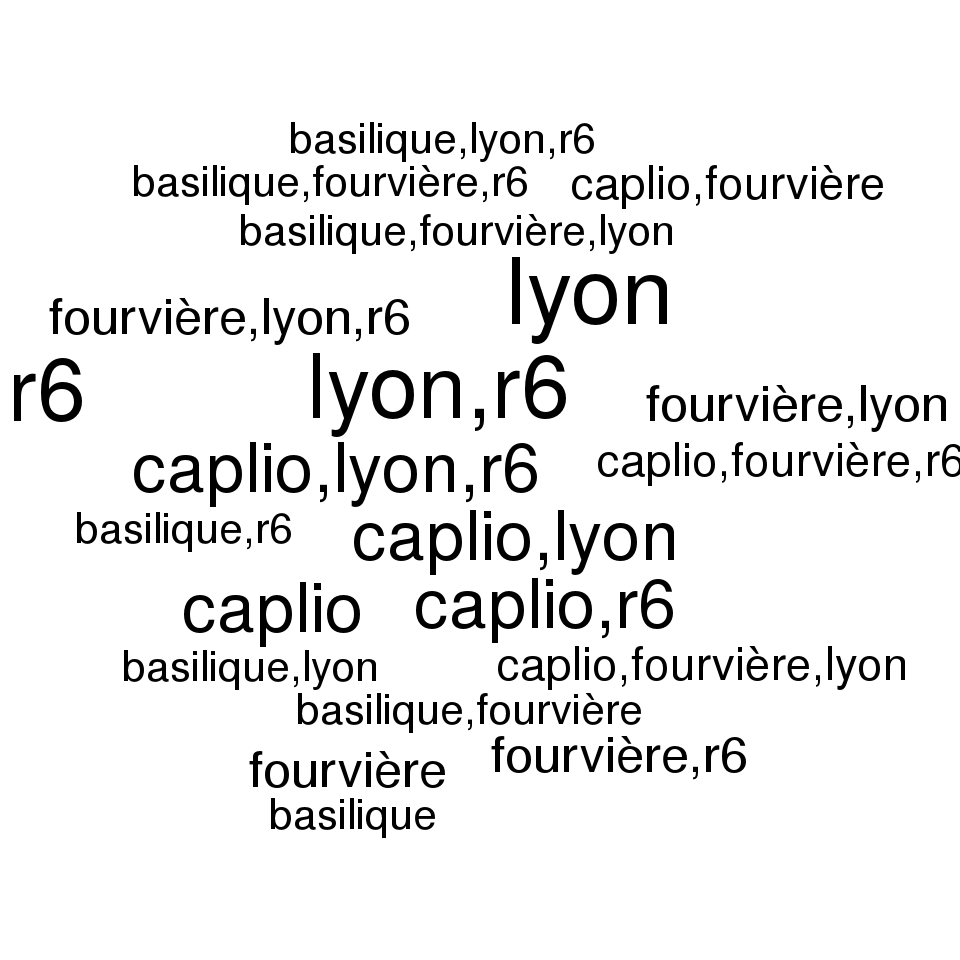 basilique,lyon,r6
basilique,fourvière,r6
caplio,fourvière
basilique,fourvière,lyon
lyon
fourvière,lyon,r6
r6
lyon,r6
fourvière,lyon
caplio,lyon,r6
caplio,fourvière,r6
basilique,r6
caplio,lyon
caplio
caplio,r6
basilique,lyon
caplio,fourvière,lyon
basilique,fourvière
fourvière
fourvière,r6
basilique